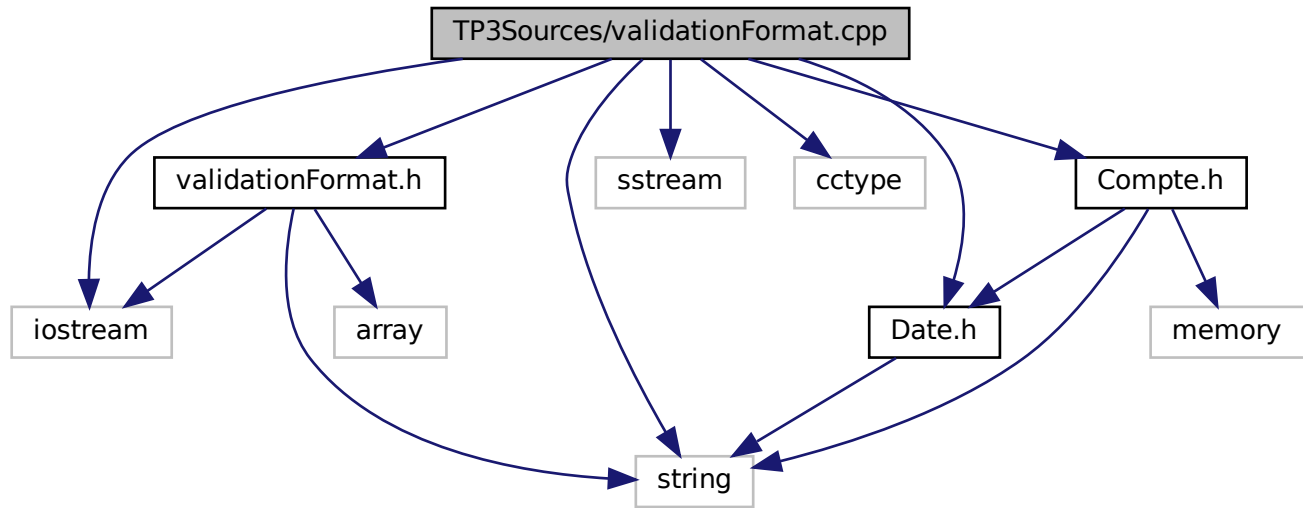 TP3Sources/validationFormat.cpp
validationFormat.h
sstream
cctype
Compte.h
iostream
array
Date.h
memory
string